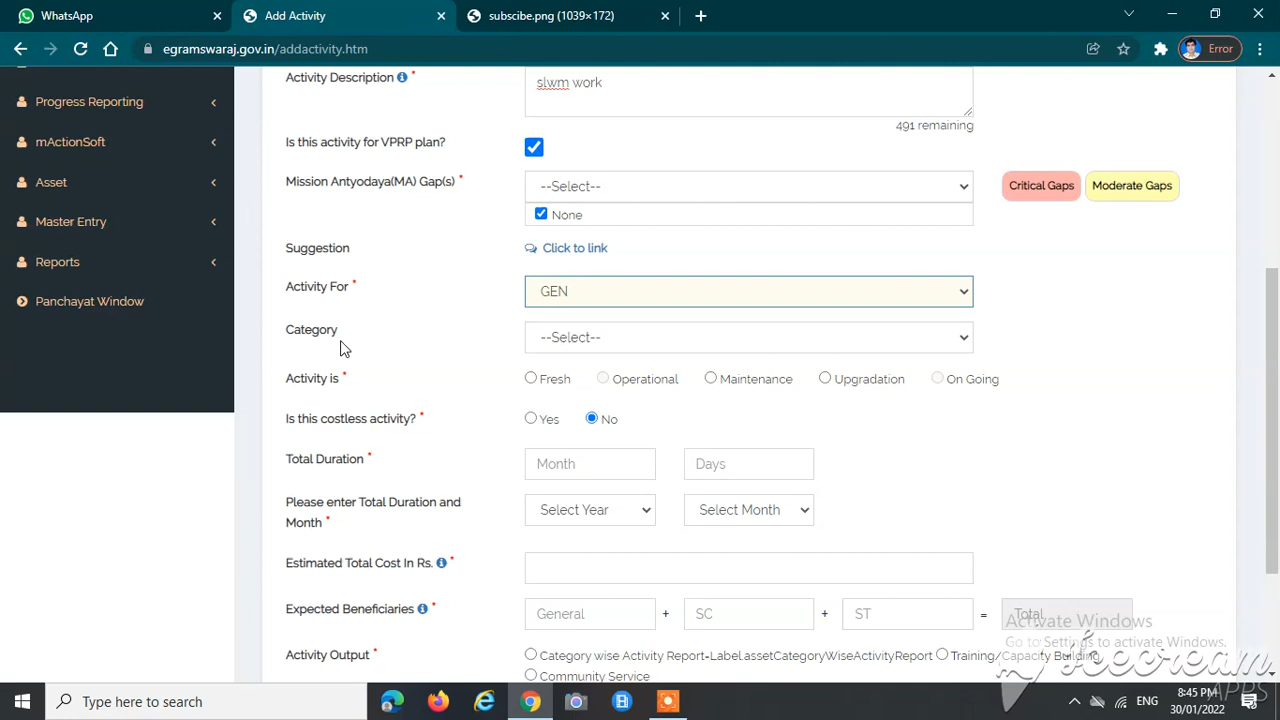 WhatsApp
Add Activity
subscibe.png (1039×172)
egramswaraj.gov.in/addactivity.htm
Error
Progress Reporting
mActionSoft
Asset
Master Entry
Reports
Panchayat Window
Activity Description *
slwm work
491 remaining
Is this activity for VPRP plan?
Mission Antyodaya(MA) Gap(s) *
--Select--
Critical Gaps Moderate Gaps
None
Suggestion
Click to link
Activity For *
GEN
Category
--Select--
Activity is *
Fresh Operational Maintenance Upgradation On Going
Is this costless activity? *
Yes No
Total Duration *
Month Days
Please enter Total Duration and
Month *
Select Year Select Month
Estimated Total Cost In Rs. *
Expected Beneficiaries *
General + SC + ST = Total
Activate Windows
Go to Settings to activate Windows.
Activity Output *
Category wise Activity Report=Label.assetCategoryWiseActivityReport Training/Capacity Building
Community Service
Icecream
APPS
Type here to search
ENG
8:45 PM
30/01/2022